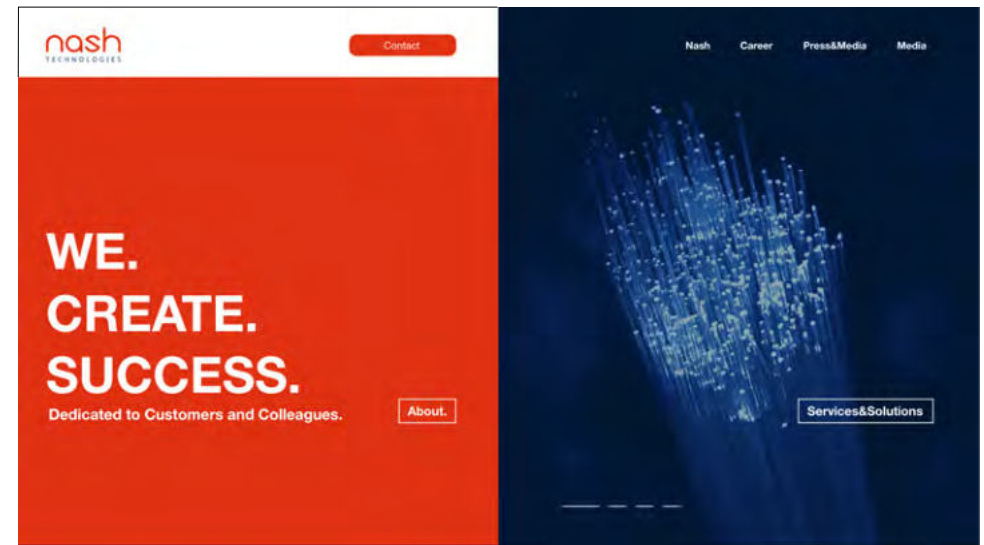 nash
TECHNOLOGIES
Contact
Nash Career Press&Media Media
WE.
CREATE.
SUCCESS.
Dedicated to Customers and Colleagues.
About.
Services&Solutions